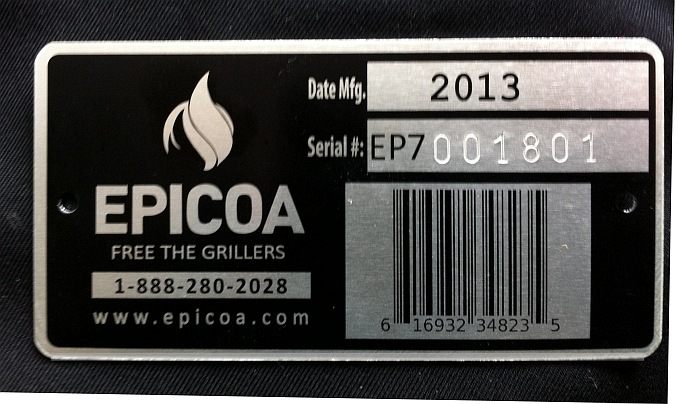 EPICOA
FREE THE GRILLERS
1-888-280-2028
www.epicoa.com
Date Mfg. 2013
Serial #: EP7001801
6 16932 34823 5